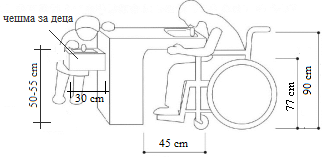 чешма за деца
50-55 cm
30 cm
45 cm
77 cm
90 cm